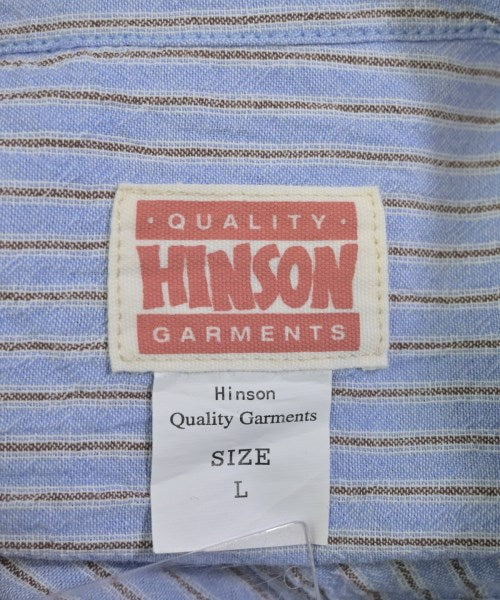 · QUALITY ·
HINSON
GARMENTS
Hinson
Quality Garments
SIZE
L